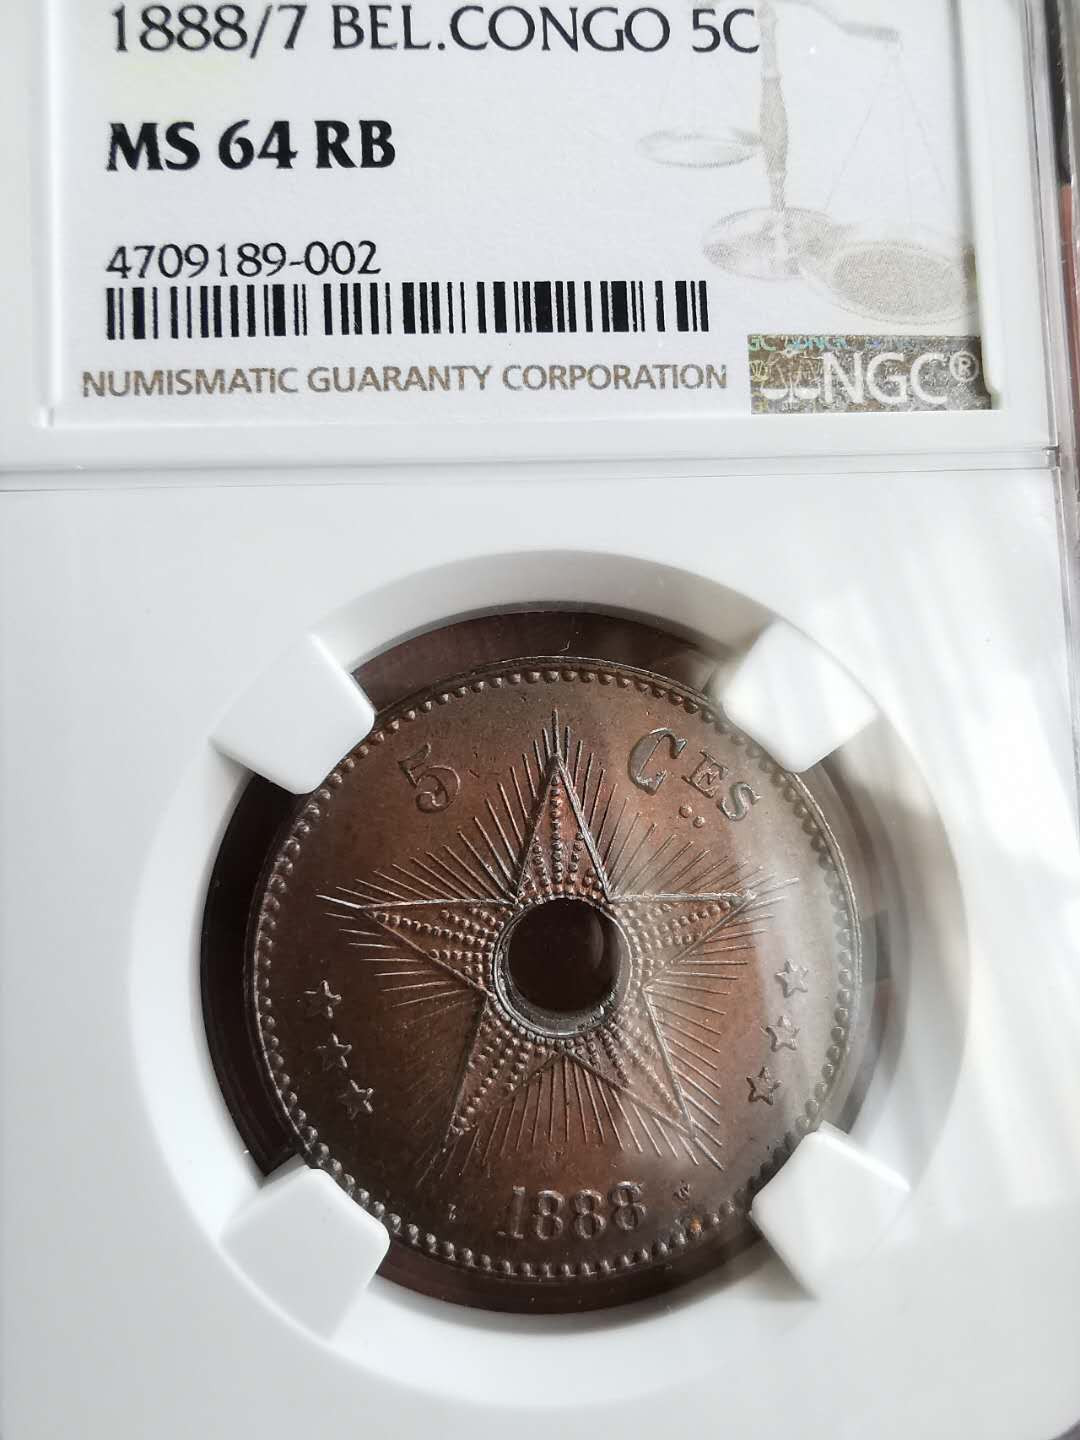 1888/7 BEL.CONGO 5C
MS 64 RB
4709189-002
NUMISMATIC GUARANTY CORPORATION
NGC®
5 CES
1888